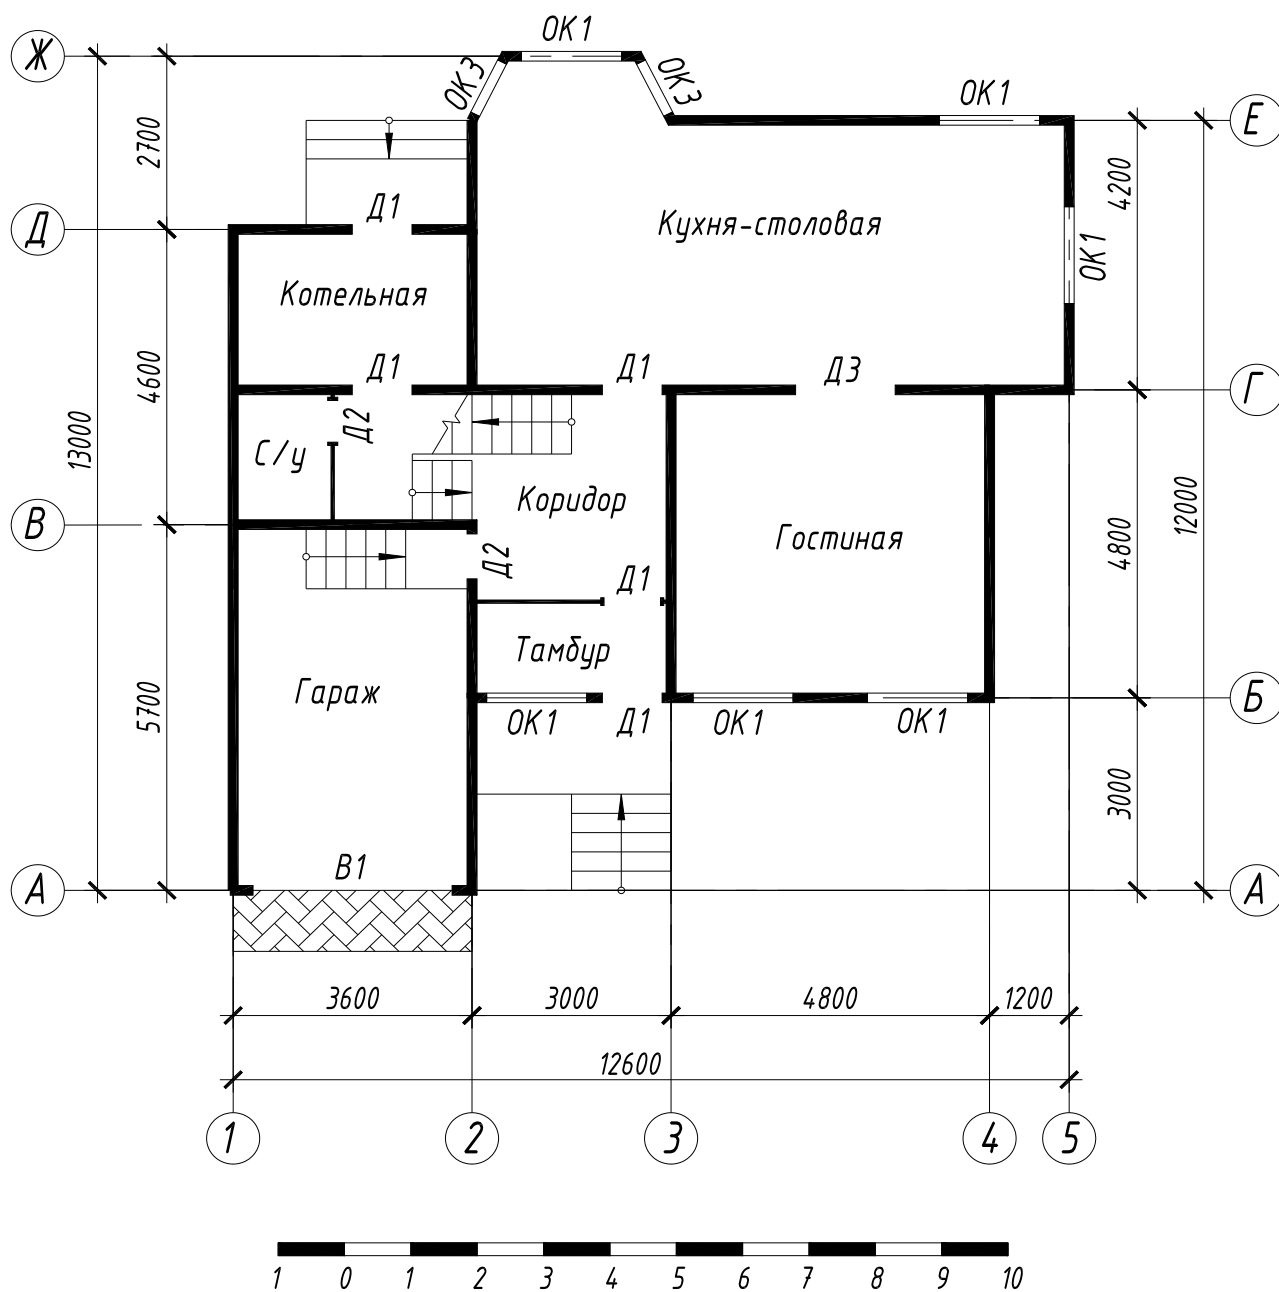 ОК1
Ж
ОК3
ОК3
ОК1
Е
2700
4200
Д1
Д
Кухня-столовая
ОК1
Котельная
4600
Д1
Д1
Д3
Г
13000
Д2
С/у
Коридор
12000
В
Гостиная
4800
Д2
Д1
Тамбур
Гараж
5700
ОК1
Д1
ОК1
ОК1
Б
3000
В1
А
А
3600
3000
4800
1200
12600
1
2
3
4
5
1 0 1 2 3 4 5 6 7 8 9 10